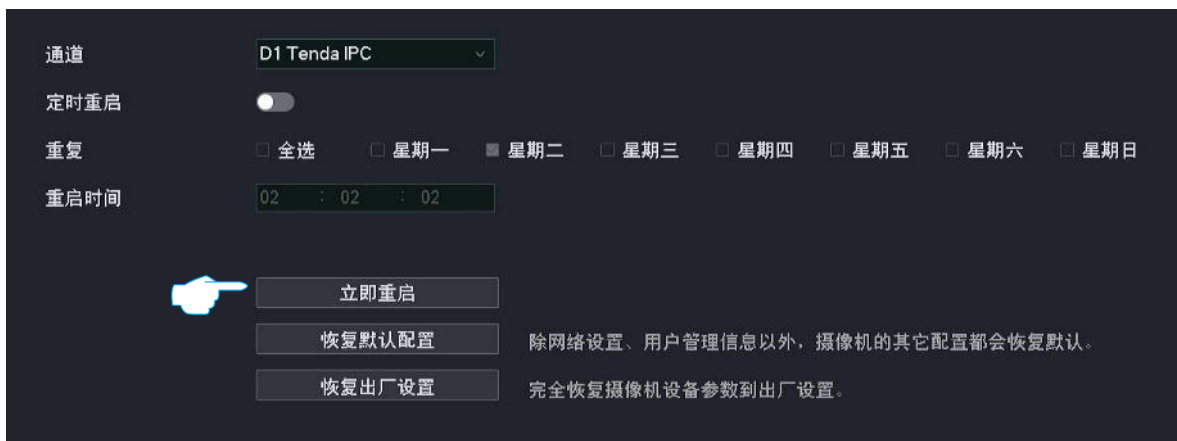 通道 D1 Tenda IPC
定时重启
重复 全选 星期一 星期二 星期三 星期四 星期五 星期六 星期日
重启时间 02 : 02 : 02
立即重启
恢复默认配置 除网络设置、用户管理信息以外，摄像机的其它配置都会恢复默认。
恢复出厂设置 完全恢复摄像机设备参数到出厂设置。